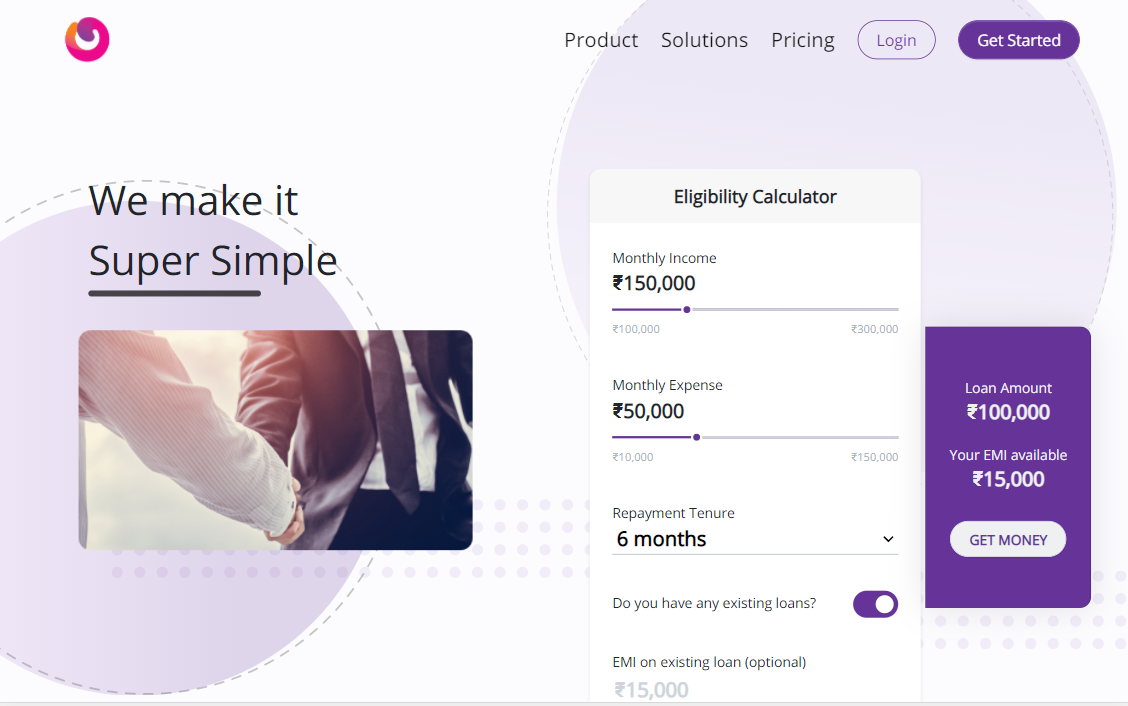 Product Solutions Pricing Login Get Started
We make it
Super Simple
Eligibility Calculator
Monthly Income
₹150,000
₹100,000 ₹300,000
Monthly Expense
₹50,000
₹10,000 ₹150,000
Repayment Tenure
6 months
Do you have any existing loans?
EMI on existing loan (optional)
₹15,000
Loan Amount
₹100,000
Your EMI available
₹15,000
GET MONEY